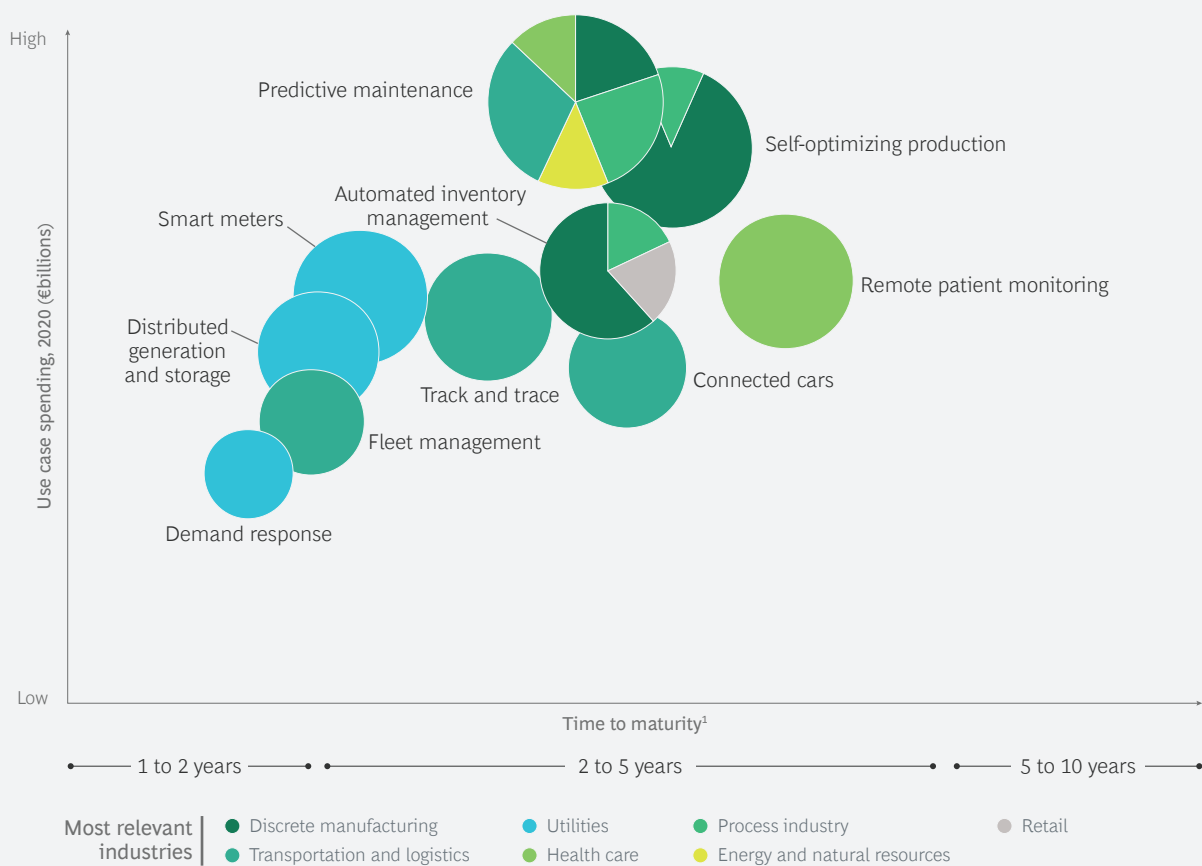 High
Predictive maintenance
Self-optimizing production
Automated inventory
management
Smart meters
Use case spending, 2020 (€billions)
Remote patient monitoring
Distributed
generation
and storage
Track and trace
Connected cars
Fleet management
Demand response
Low
Time to maturity¹
1 to 2 years
2 to 5 years
5 to 10 years
Most relevant
industries
Discrete manufacturing
Utilities
Process industry
Retail
Transportation and logistics
Health care
Energy and natural resources